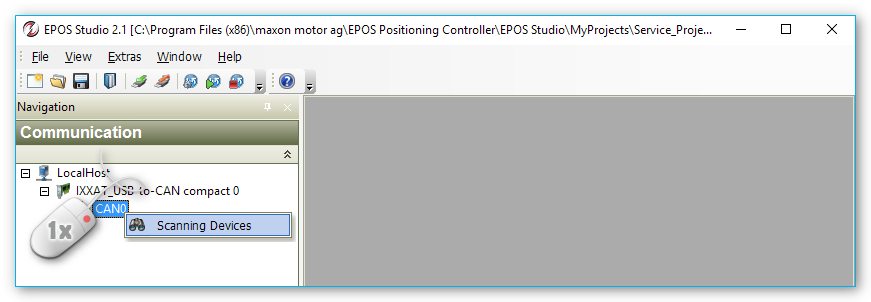 EPOS Studio 2.1 [C:\Program Files (x86)\maxon motor ag\EPOS Positioning Controller\EPOS Studio\MyProjects\Service_Proje...
File View Extras Window Help
Navigation
Communication
LocalHost
IXXAT_USB-to-CAN compact 0
CAN0
1x
Scanning Devices